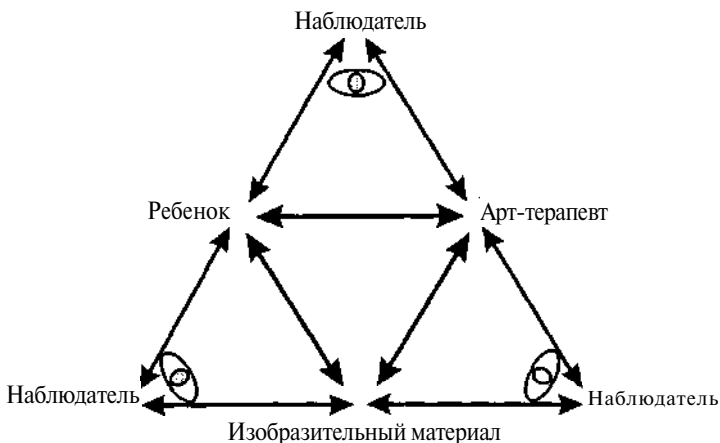 Наблюдатель
Ребенок
Арт-терапевт
Наблюдатель
Наблюдатель
Изобразительный материал